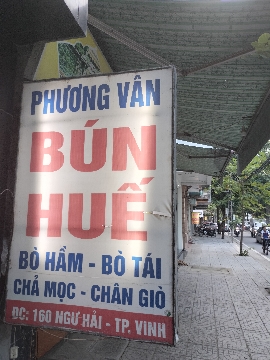 PHƯƠNG VÂN
BÚN
HUẾ
BÒ HẦM - BÒ TÁI
CHẢ MỌC - CHÂN GIÒ
ĐC: 160 NGƯ HẢI - TP. VINH